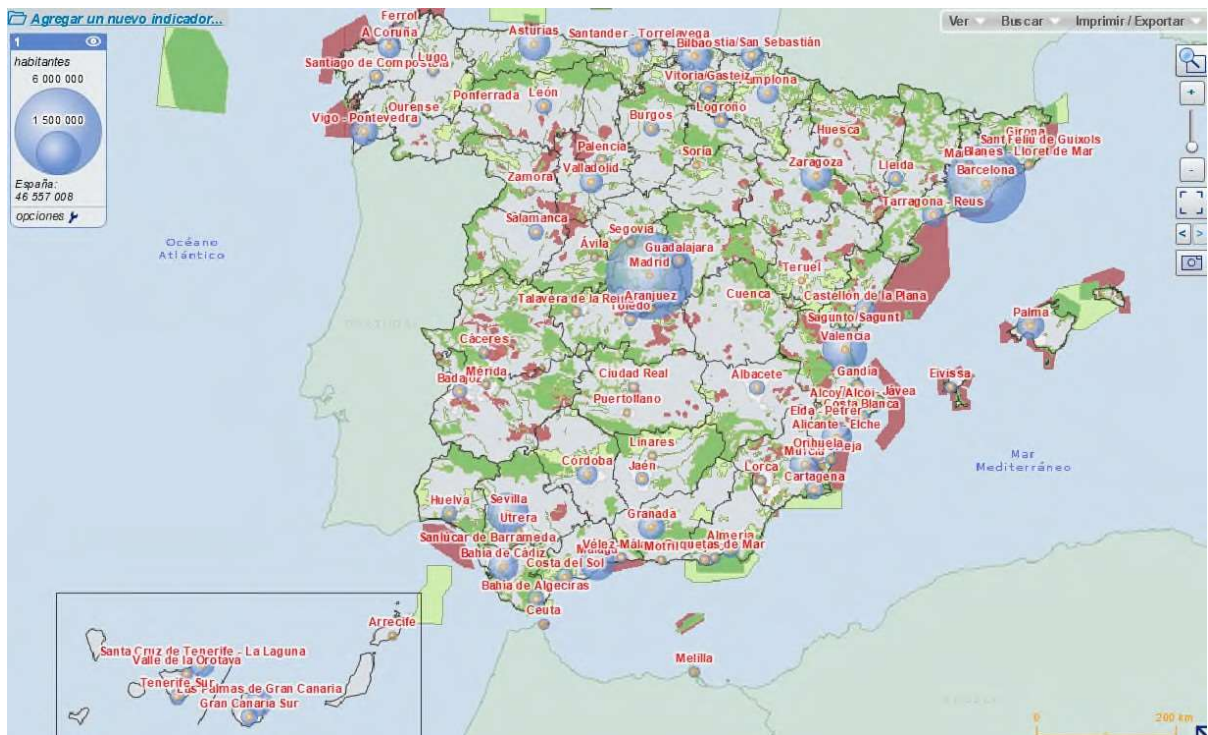 Agregar un nuevo indicador...
Ver
Buscar
Imprimir / Exportar
1
habitantes
6 000 000
1 500 000
España:
46 557 008
opciones
Océano
Atlántico
Ferrol
A Coruña
Lugo
Santiago de Compostela
Vigo - Pontevedra
Ourense
Ponferrada
Asturias
León
Santander - Torrelavega
Bilbao
stia/San Sebastián
Vitoria/Gasteiz
Pamplona
Logroño
Burgos
Palencia
Valladolid
Zamora
Soria
Huesca
Zaragoza
Lleida
Girona
Sant Feliu de Guixols
Blanes - Lloret de Mar
Barcelona
Tarragona - Reus
Salamanca
Segovia
Ávila
Guadalajara
Madrid
Aranjuez
Talavera de la Rei
Toledo
Cuenca
Teruel
Castellón de la Plana
Sagunto/Sagunt
Valencia
Palma
Eivissa
Gandia
Cáceres
Mérida
Badajoz
Ciudad Real
Puertollano
Albacete
Alcoy/Alcoi
Jávea
Costa Blanca
Elda - Petrer
Alicante - Elche
Orihuela
Murcia
Cartagena
Lorca
Linares
Jaén
Córdoba
Huelva
Sevilla
Utrera
Granada
Almería
Sanlúcar de Barrameda
Vélez-Mála
Motril
quetas de Mar
Málaga
Bahía de Cádiz
Costa del Sol
Bahía de Algeciras
Ceuta
Melilla
Mar
Mediterráneo
Arrecife
Santa Cruz de Tenerife - La Laguna
Valle de la Orotava
Tenerife Sur
Las Palmas de Gran Canaria
Gran Canaria Sur
0
200 km